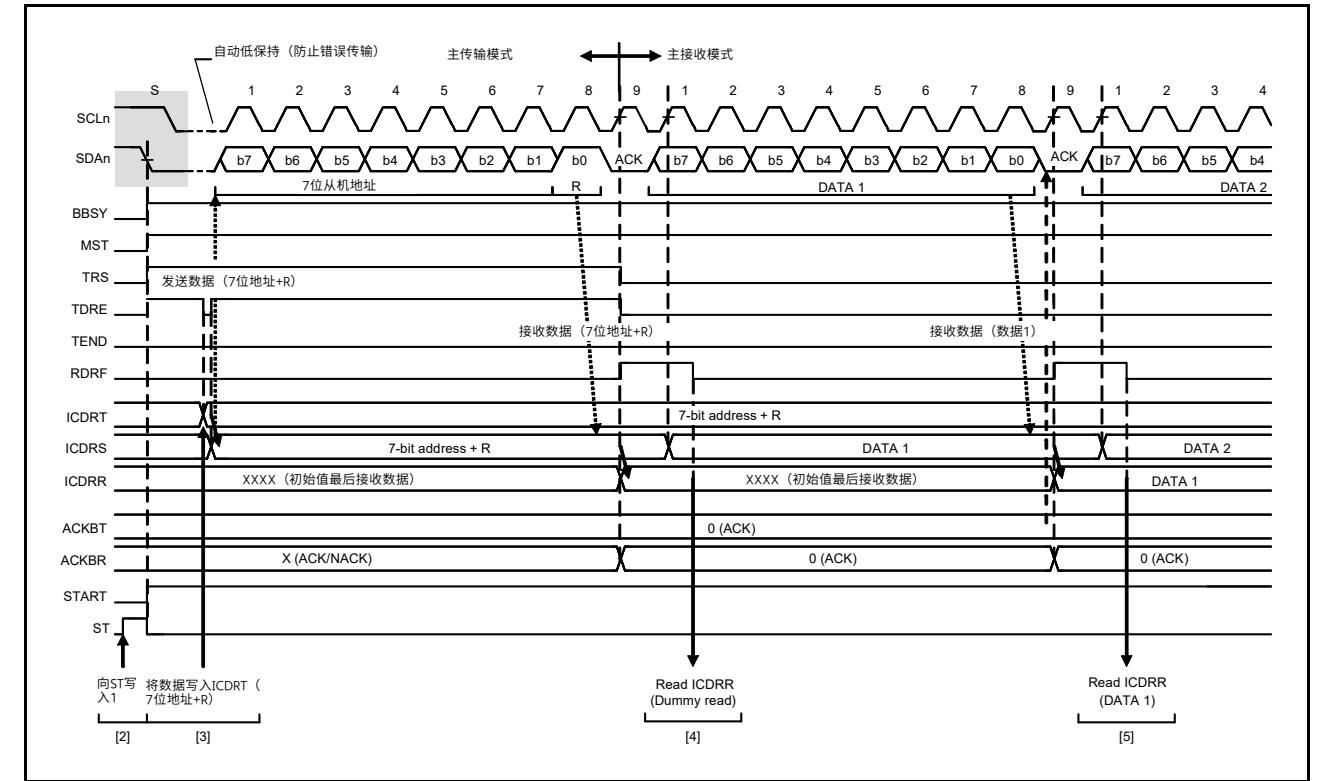 自动低保持（防止错误传输）
主传输模式
主接收模式
S 1 2 3 4 5 6 7 8 9 1 2 3 4 5 6 7 8 9 1 2 3 4
SCLn
SDAn b7 b6 b5 b4 b3 b2 b1 b0 ACK b7 b6 b5 b4 b3 b2 b1 b0 ACK b7 b6 b5 b4
7位从机地址 R DATA 1 DATA 2
BBSY
MST
TRS
发送数据（7位地址+R）
TDRE
接收数据（7位地址+R） 接收数据（数据1）
TEND
RDRF
ICDRT 7-bit address + R
ICDRS 7-bit address + R DATA 1 DATA 2
ICDRR XXXX（初始值最后接收数据） XXXX（初始值最后接收数据） DATA 1
ACKBT 0 (ACK)
ACKBR X (ACK/NACK) 0 (ACK) 0 (ACK)
START
ST
向ST写
入1
将数据写入ICDRT（
7位地址+R）
Read ICDRR
(Dummy read)
Read ICDRR
(DATA 1)
[2] [3] [4] [5]